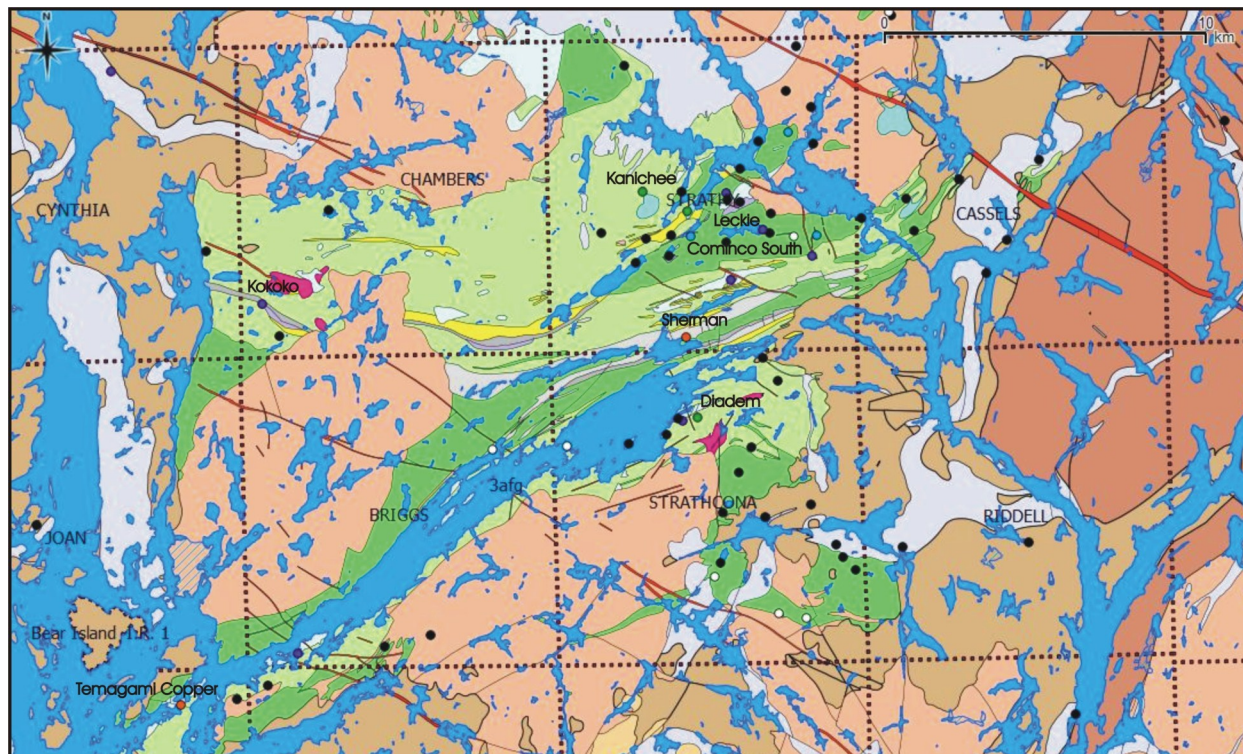 N
0 10
km
Kanichee
CHAMBERS
STRATH
CYNTHIA
Leckie
CASSELS
Cominco South
Kokoko
Sherman
Diadem
3afg
STRATHCONA
BRIGGS
RIDDELL
JOAN
Bear Island I.R. 1
Temagami Copper